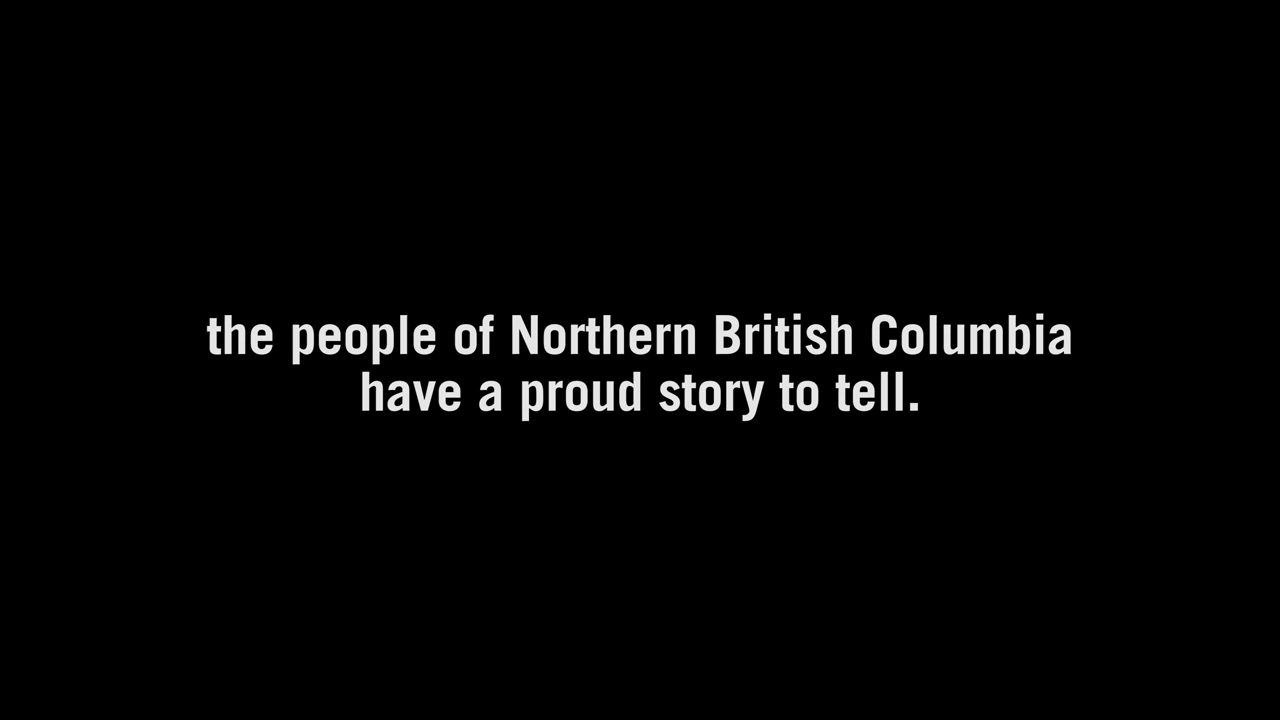 the people of Northern British Columbia
have a proud story to tell.